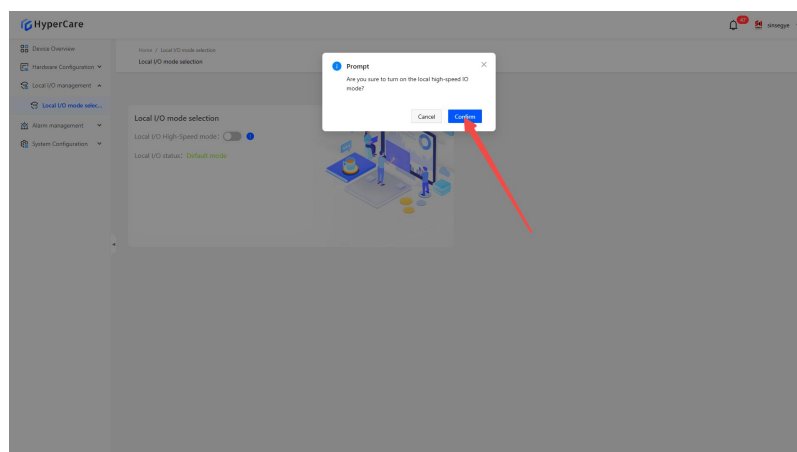 HyperCare
47
sinsegye
Device Overview
Hardware Configuration
Local I/O management
Local I/O mode selec...
Alarm management
System Configuration
Home / Local I/O mode selection
Local I/O mode selection
Prompt
Are you sure to turn on the local high-speed IO
mode?
Cancel
Confirm
Local I/O mode selection
Local I/O High-Speed mode:
Local I/O status: Default mode